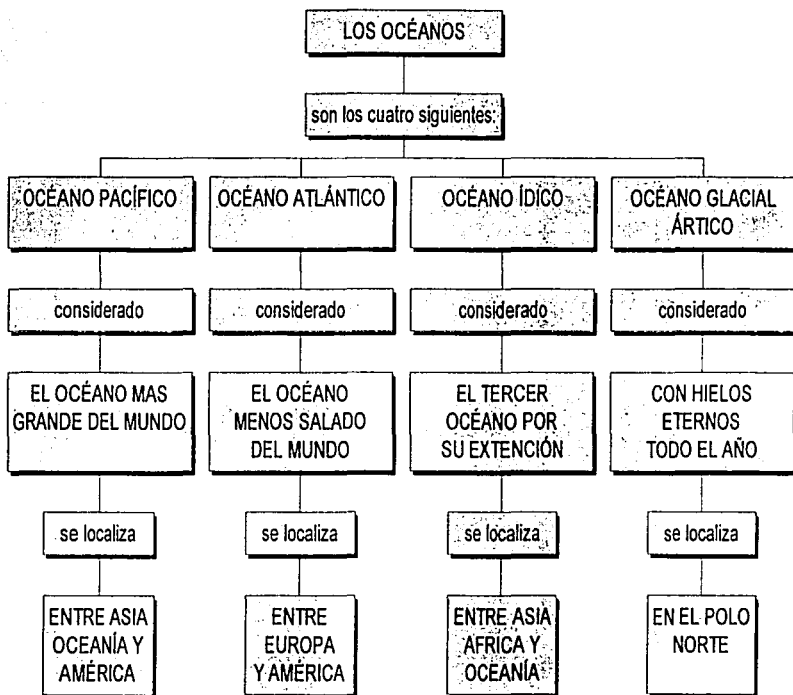 LOS OCÉANOS
son los cuatro siguientes:
OCÉANO PACÍFICO
OCÉANO ATLÁNTICO
OCÉANO ÍDICO
OCÉANO GLACIAL
ÁRTICO
considerado
considerado
considerado
considerado
EL OCÉANO MAS
GRANDE DEL MUNDO
EL OCÉANO
MENOS SALADO
DEL MUNDO
EL TERCER
OCÉANO POR
SU EXTENCIÓN
CON HIELOS
ETERNOS
TODO EL AÑO
se localiza
se localiza
se localiza
se localiza
ENTRE ASIA
OCEANÍA Y
AMÉRICA
ENTRE
EUROPA
Y AMÉRICA
ENTRE ASIA
AFRICA Y
OCEANÍA
EN EL POLO
NORTE